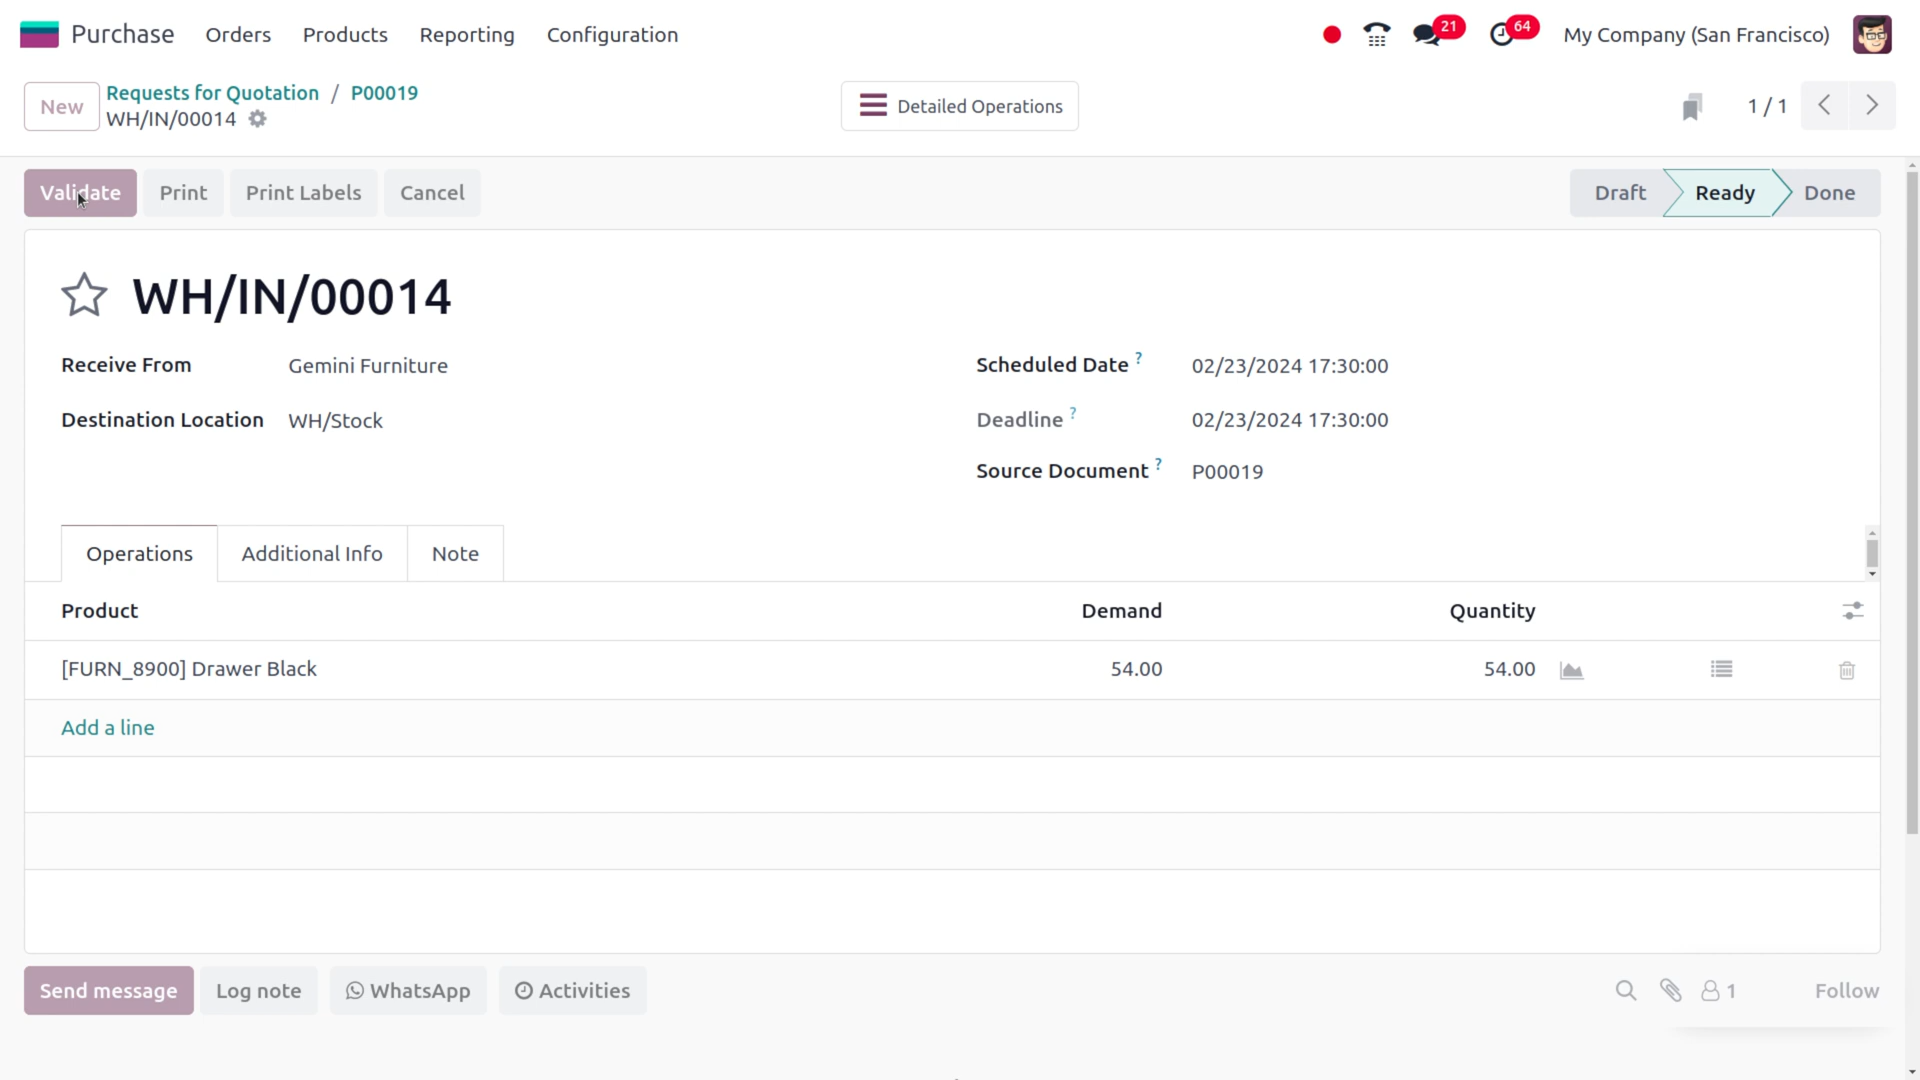 Purchase Orders Products Reporting Configuration 21 64 My Company (San Francisco)
New Requests for Quotation / P00019
WH/IN/00014
Detailed Operations
1 / 1
Validate Print Print Labels Cancel Draft Ready Done
WH/IN/00014
Receive From Gemini Furniture Scheduled Date ? 02/23/2024 17:30:00
Destination Location WH/Stock Deadline ? 02/23/2024 17:30:00
Source Document ? P00019
Operations Additional Info Note
Product Demand Quantity
[FURN_8900] Drawer Black 54.00 54.00
Add a line
Send message Log note WhatsApp Activities 1 Follow